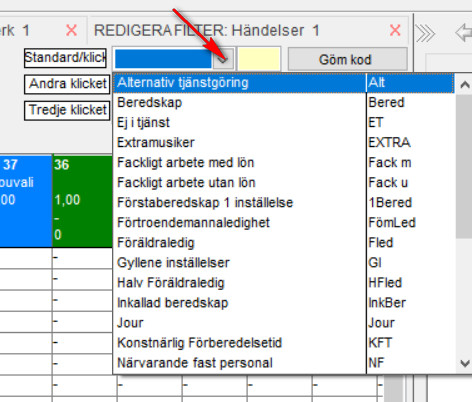 rk 1 X REDIGERA FILTER: Händelser 1 X
Standard/klick Göm kod
Andra klicket
Tredje klicket
Alternativ tjänstgöring Alt
Beredskap Bered
Ej i tjänst ET
Extramusiker EXTRA
Fackligt arbete med lön Fack m
Fackligt arbete utan lön Fack u
Förstaberedskap 1 inställelse 1Bered
Förtroendemannaledighet FömLed
Föräldraledig Fled
Gyllene inställelser GI
Halv Föräldraledig HFled
Inkallad beredskap InkBer
Jour Jour
Konstnärlig Förberedelsetid KFT
Närvarande fast personal NF
37 36
ouvali
00 1,00
-
0